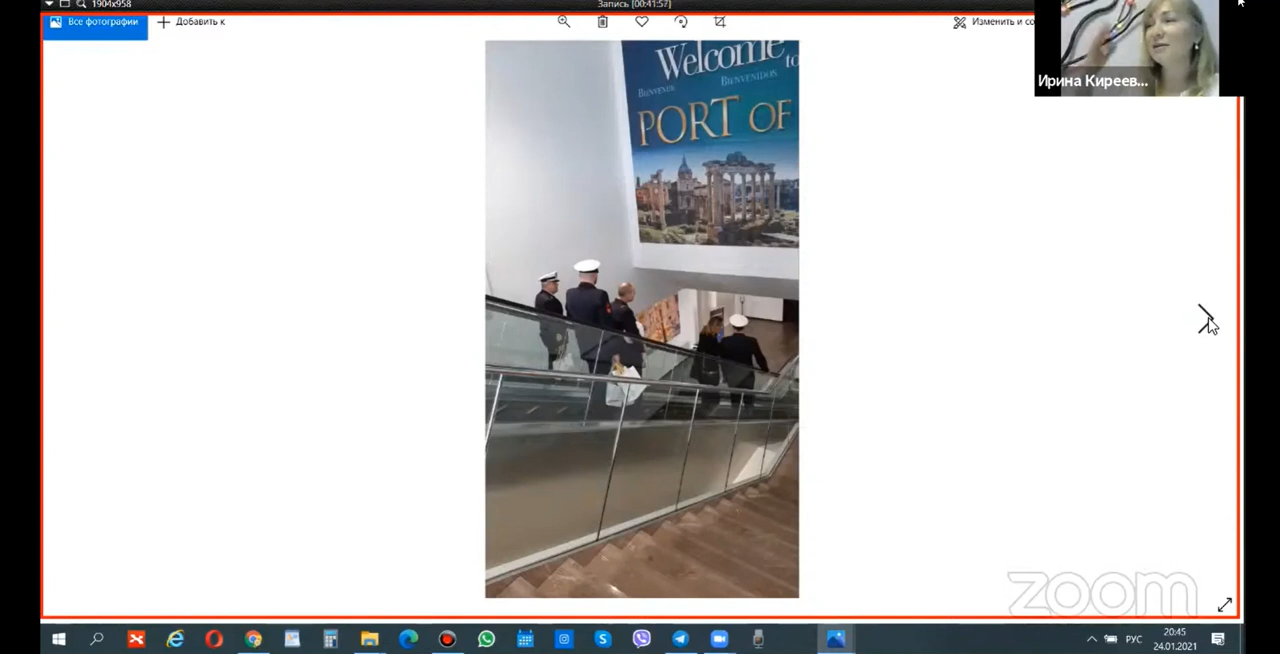 1904x958
Запись [00:41:57]
Все фотографии
Добавить к
Изменить и со
Ирина Киреев...
Welcome to
BIENVENUE
BIENVENIDOS
PORT OF
zoom
РУС
20:45
24.01.2021